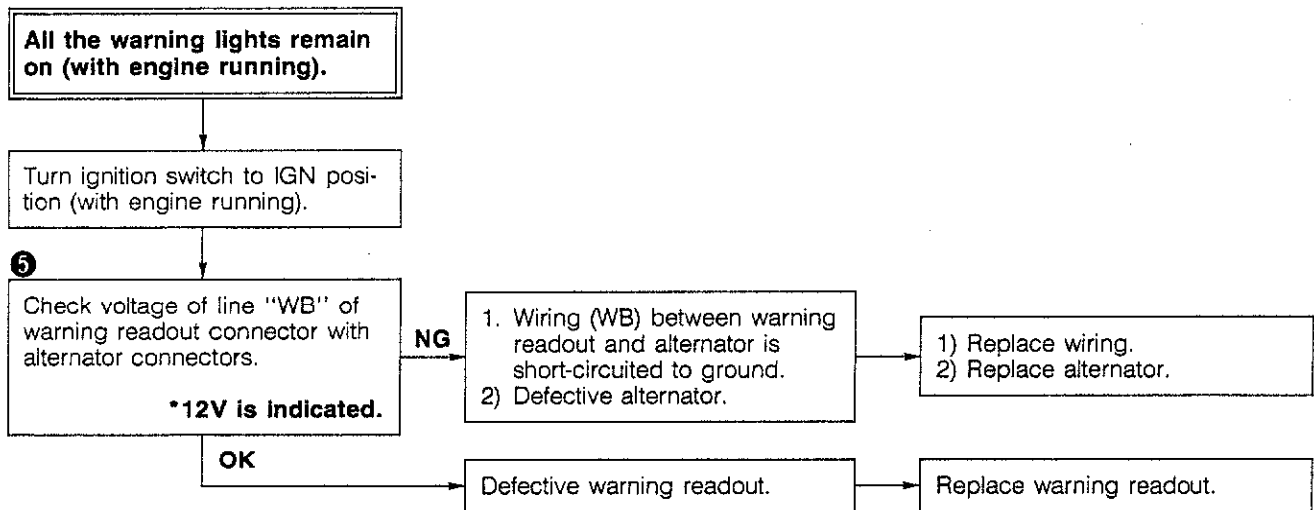 All the warning lights remain
on (with engine running).
Turn ignition switch to IGN posi-
tion (with engine running).
5
Check voltage of line "WB" of
warning readout connector with
alternator connectors.
*12V is indicated.
NG
1. Wiring (WB) between warning
readout and alternator is
short-circuited to ground.
2) Defective alternator.
1) Replace wiring.
2) Replace alternator.
OK
Defective warning readout.
Replace warning readout.